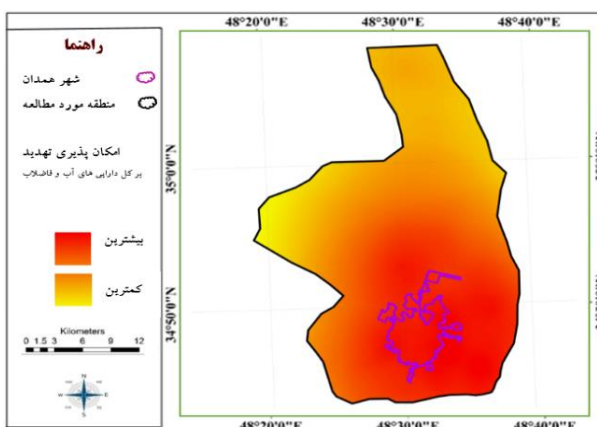 راهنما
شهر همدان
منطقه مورد مطالعه
امکان پذیری تهدید
بر کل دارایی های آب و فاضلاب
بیشترین
کمترین
Kilometers
0 1.5 3 6 9 12
N
W E
S
48°20'0"E 48°30'0"E 48°40'0"E
35°0'0"N
34°50'0"N
48°20'0"E 48°30'0"E 48°40'0"E